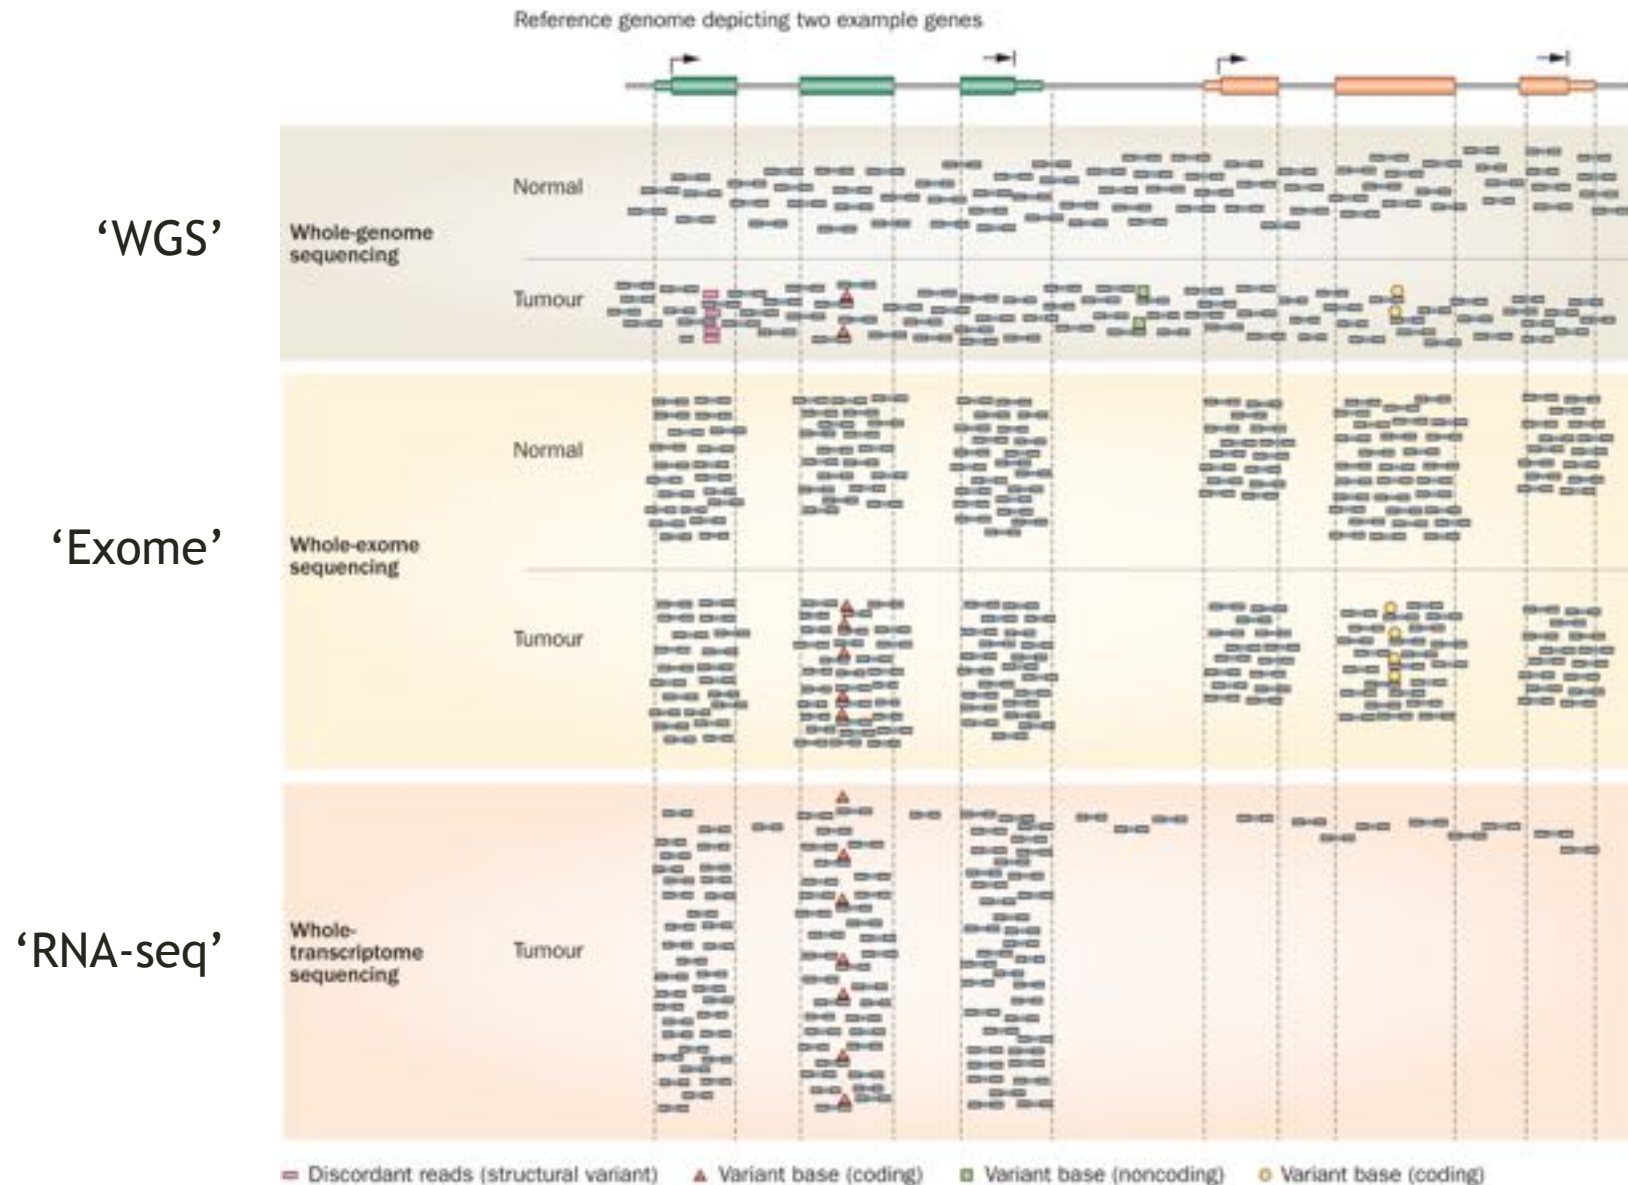 Reference genome depicting two example genes
‘WGS’
Whole-genome
sequencing
Normal
Tumour
‘Exome’
Whole-exome
sequencing
Normal
Tumour
‘RNA-seq’
Whole-
transcriptome
sequencing
Tumour
Discordant reads (structural variant) Variant base (coding) Variant base (noncoding) Variant base (coding)